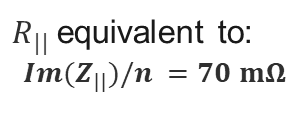 R|| equivalent to:
Im(Z||)/n = 70 mΩ